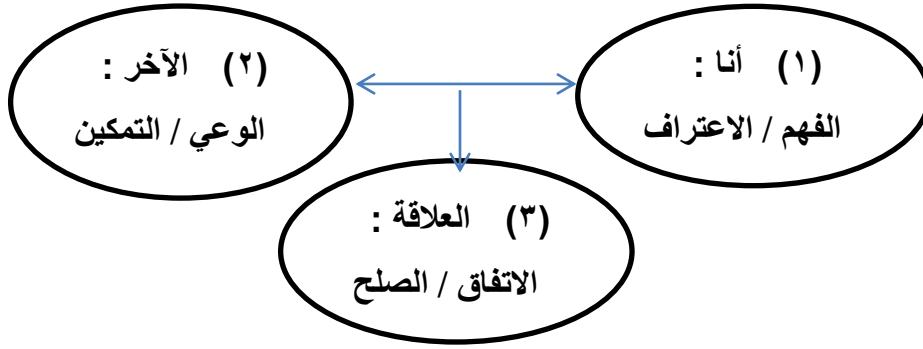 (١) أنا :
الفهم / الاعتراف
(٢) الآخر :
الوعي / التمكين
(٣) العلاقة :
الاتفاق / الصلح